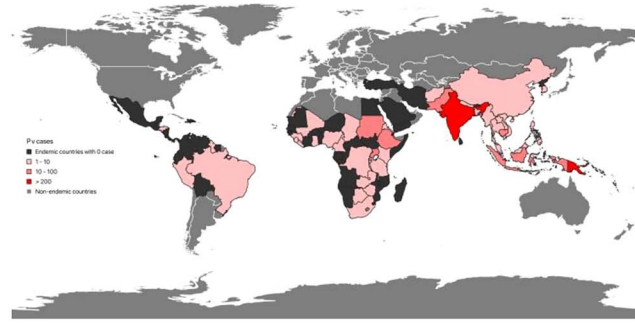 Pv cases
Endemic countries with 0 case
1 - 10
10 - 100
> 200
Non-endemic countries